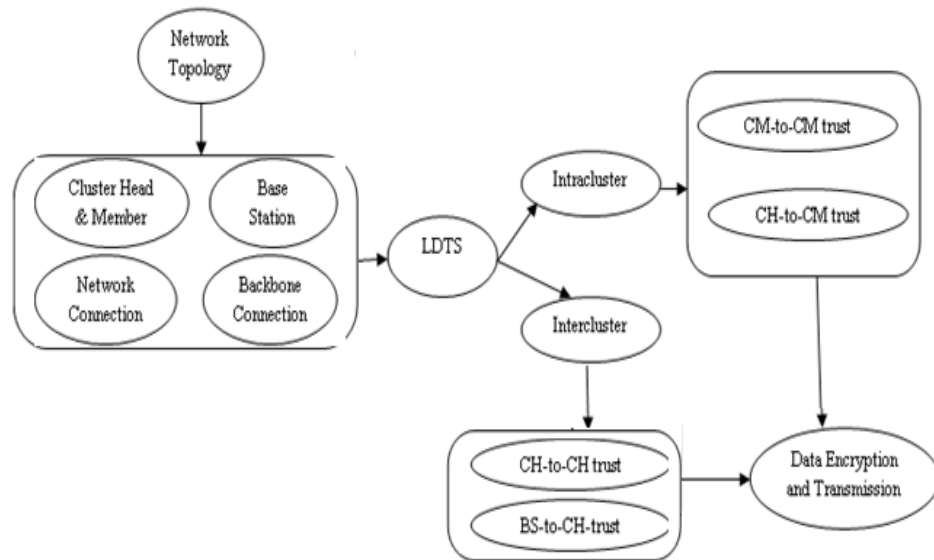 Network
Topology
Cluster Head
& Member
Base
Station
Network
Connection
Backbone
Connection
LDTS
Intracluster
Intercluster
CM-to-CM trust
CH-to-CM trust
CH-to-CH trust
BS-to-CH-trust
Data Encryption
and Transmission